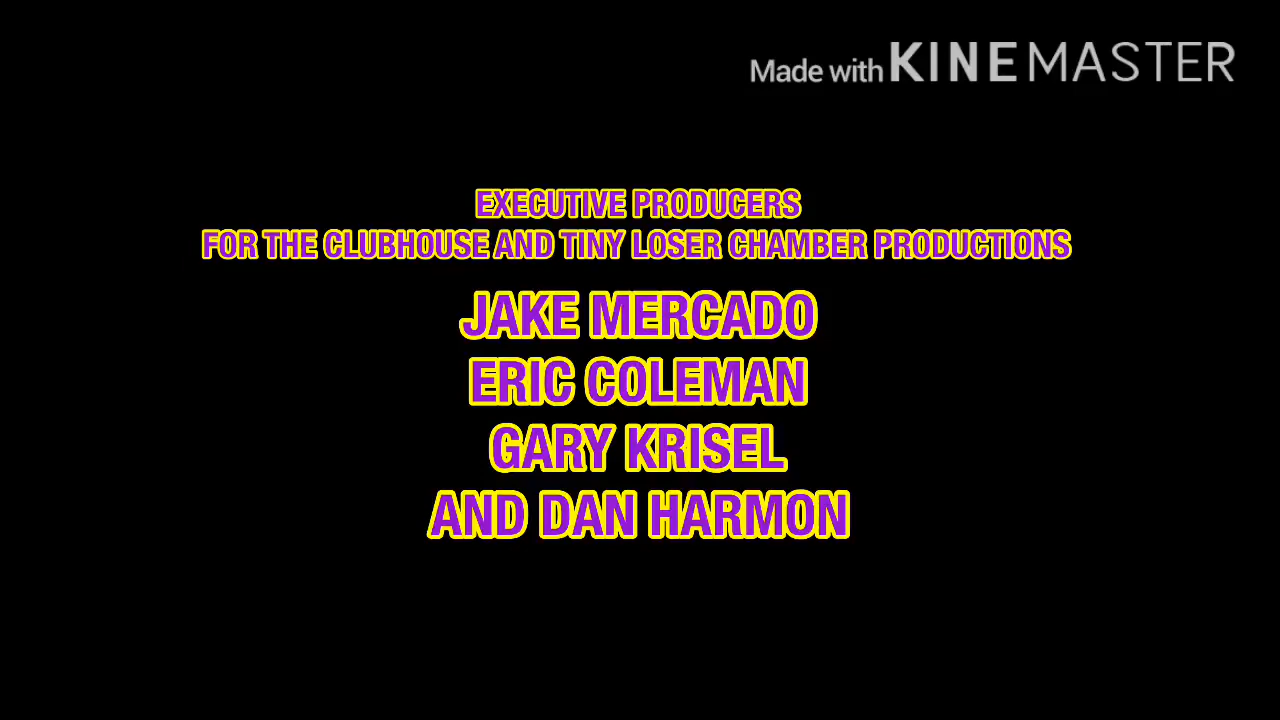 Made with KINEMASTER
EXECUTIVE PRODUCERS
FOR THE CLUBHOUSE AND TINY LOSER CHAMBER PRODUCTIONS
JAKE MERCADO
ERIC COLEMAN
GARY KRISEL
AND DAN HARMON